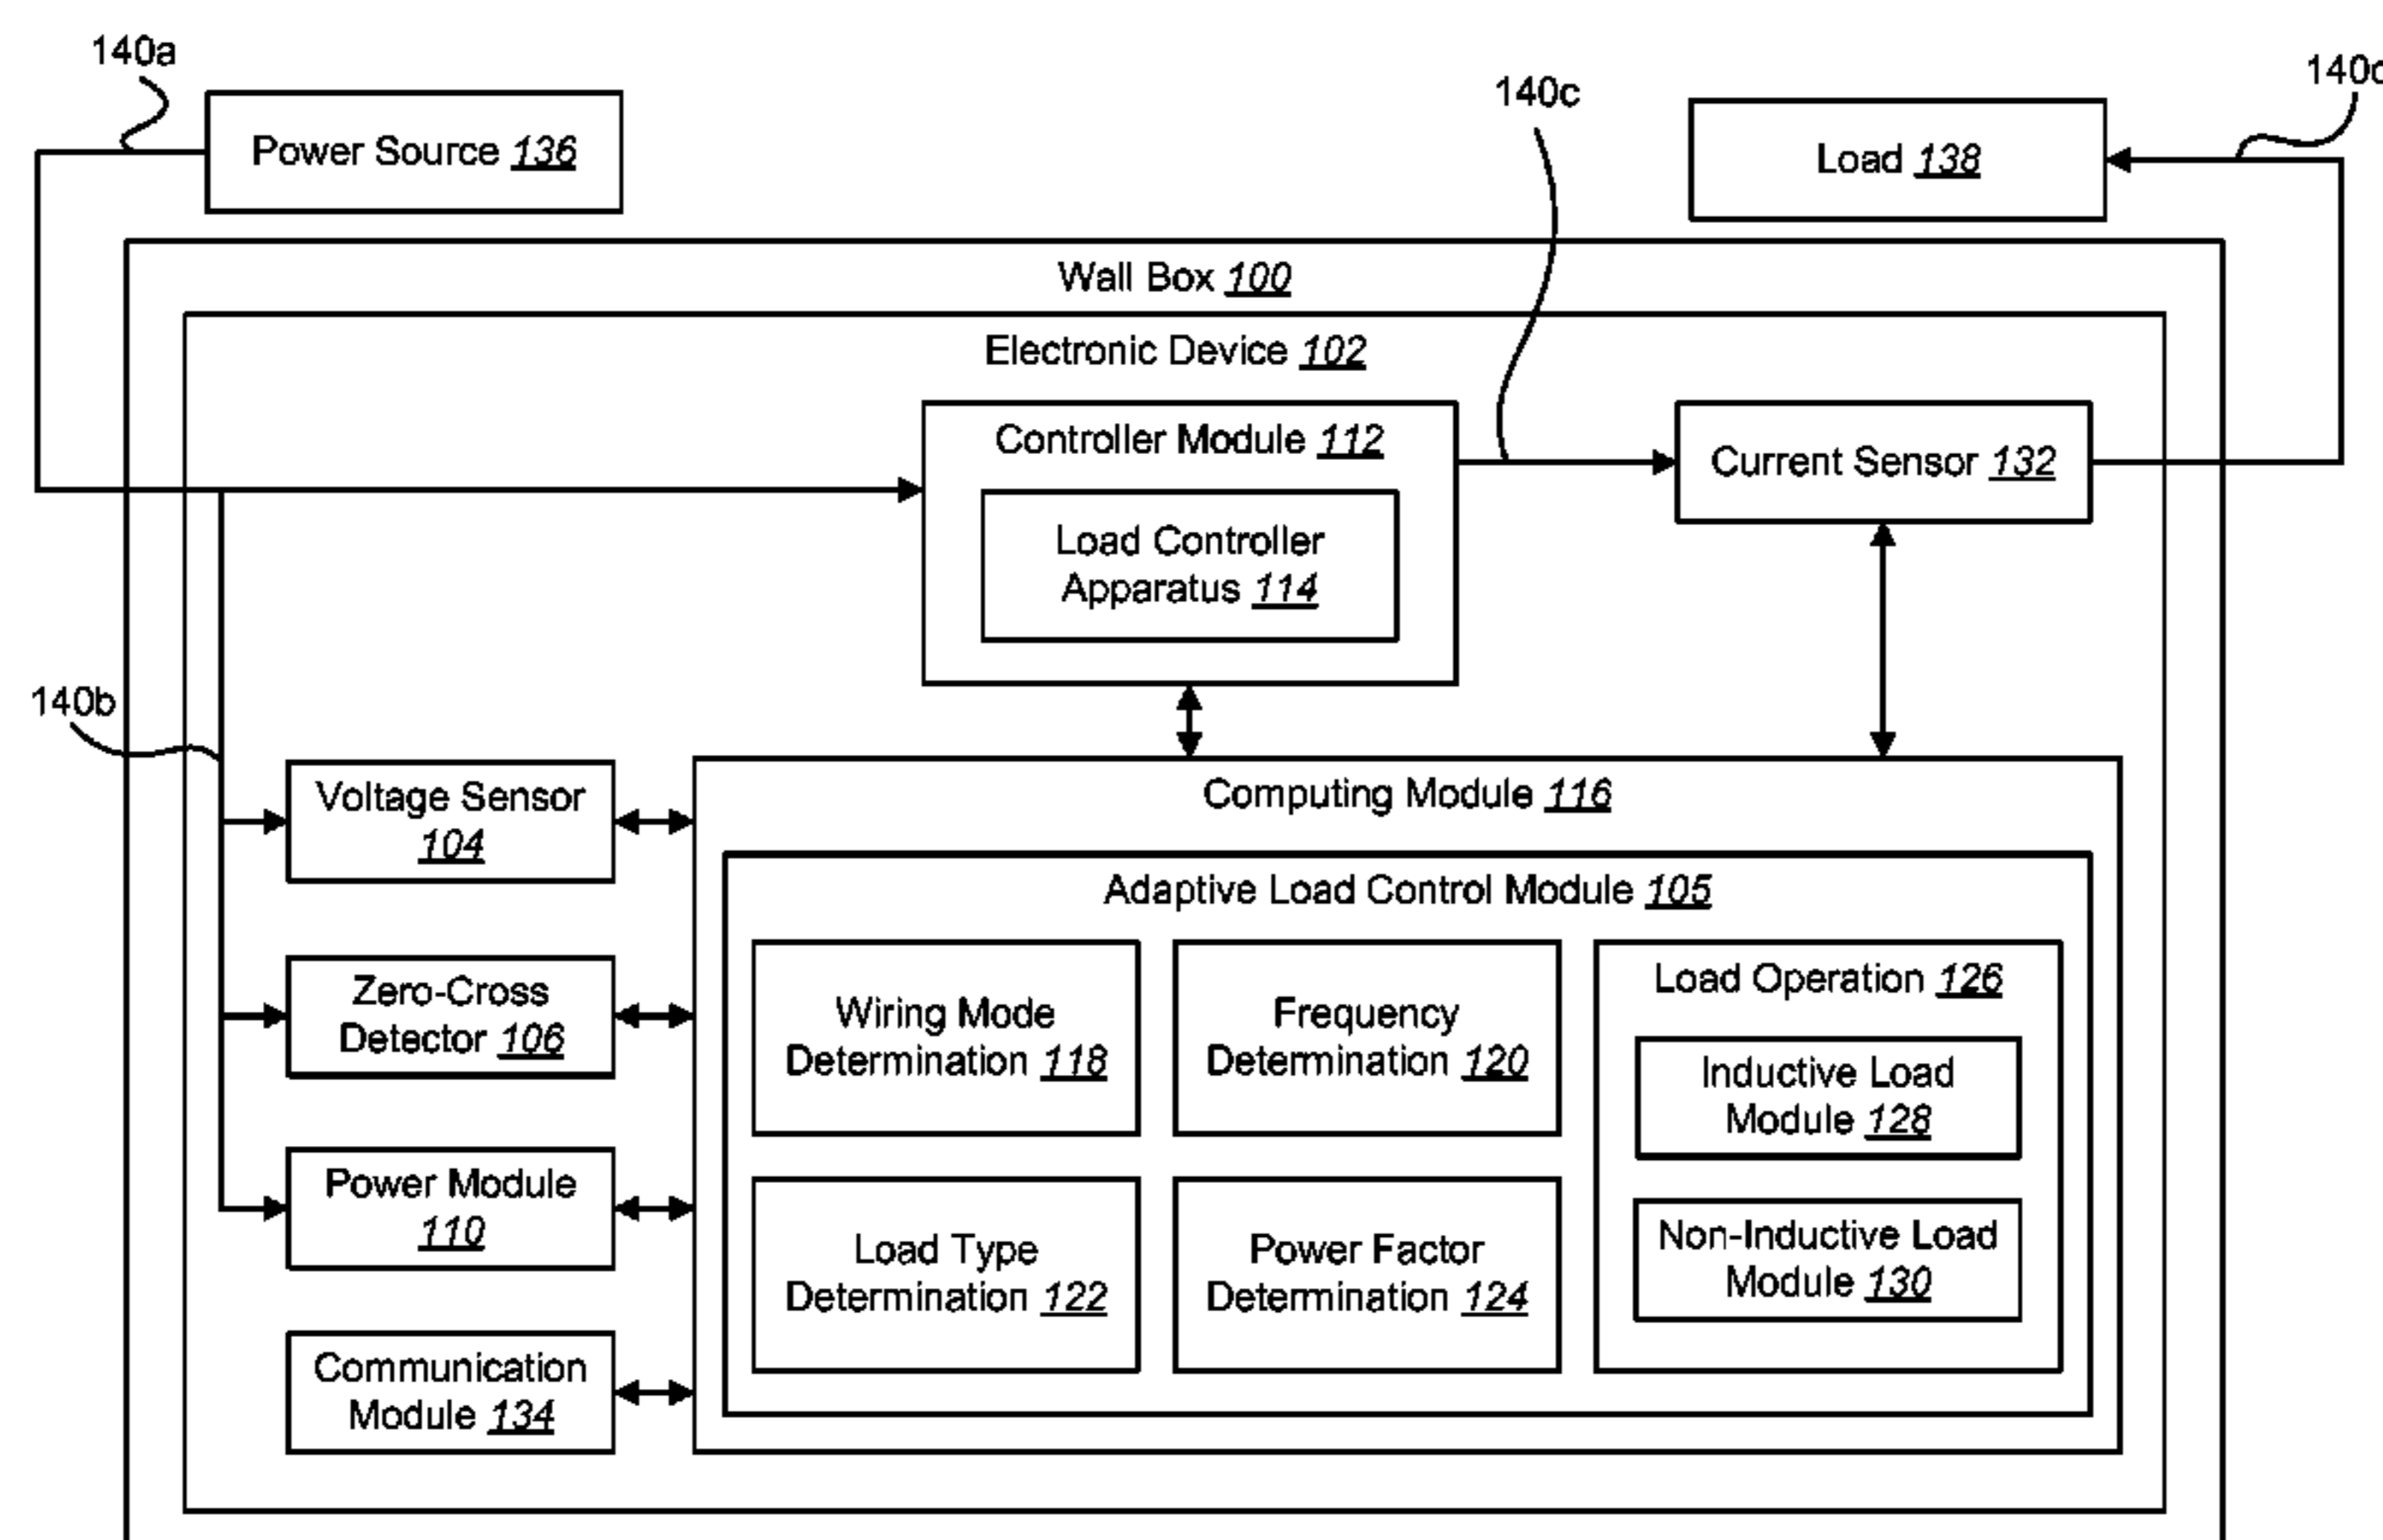 140a
Power Source 136
140c
Load 138
140d
Wall Box 100
Electronic Device 102
Controller Module 112
Load Controller
Apparatus 114
Current Sensor 132
140b
Voltage Sensor
104
Zero-Cross
Detector 106
Power Module
110
Communication
Module 134
Computing Module 116
Adaptive Load Control Module 105
Wiring Mode
Determination 118
Frequency
Determination 120
Load Type
Determination 122
Power Factor
Determination 124
Load Operation 126
Inductive Load
Module 128
Non-Inductive Load
Module 130